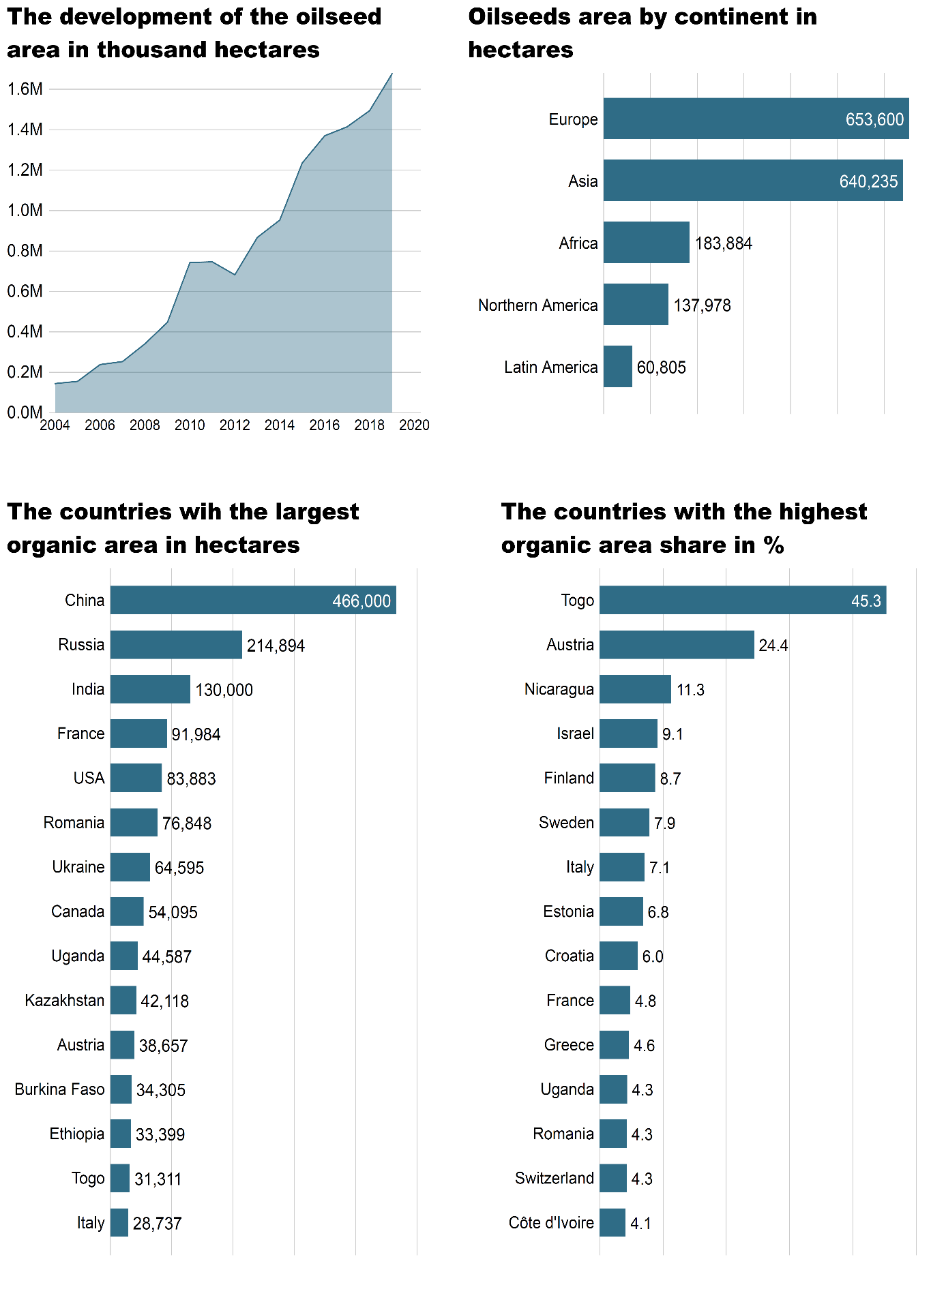 The development of the oilseed
area in thousand hectares
1.6M
1.4M
1.2M
1.0M
0.8M
0.6M
0.4M
0.2M
0.0M
2004 2006 2008 2010 2012 2014 2016 2018 2020
Oilseeds area by continent in
hectares
Europe 653,600
Asia 640,235
Africa 183,884
Northern America 137,978
Latin America 60,805
The countries wih the largest
organic area in hectares
China 466,000
Russia 214,894
India 130,000
France 91,984
USA 83,883
Romania 76,848
Ukraine 64,595
Canada 54,095
Uganda 44,587
Kazakhstan 42,118
Austria 38,657
Burkina Faso 34,305
Ethiopia 33,399
Togo 31,311
Italy 28,737
The countries with the highest
organic area share in %
Togo 45.3
Austria 24.4
Nicaragua 11.3
Israel 9.1
Finland 8.7
Sweden 7.9
Italy 7.1
Estonia 6.8
Croatia 6.0
France 4.8
Greece 4.6
Uganda 4.3
Romania 4.3
Switzerland 4.3
Côte d'Ivoire 4.1